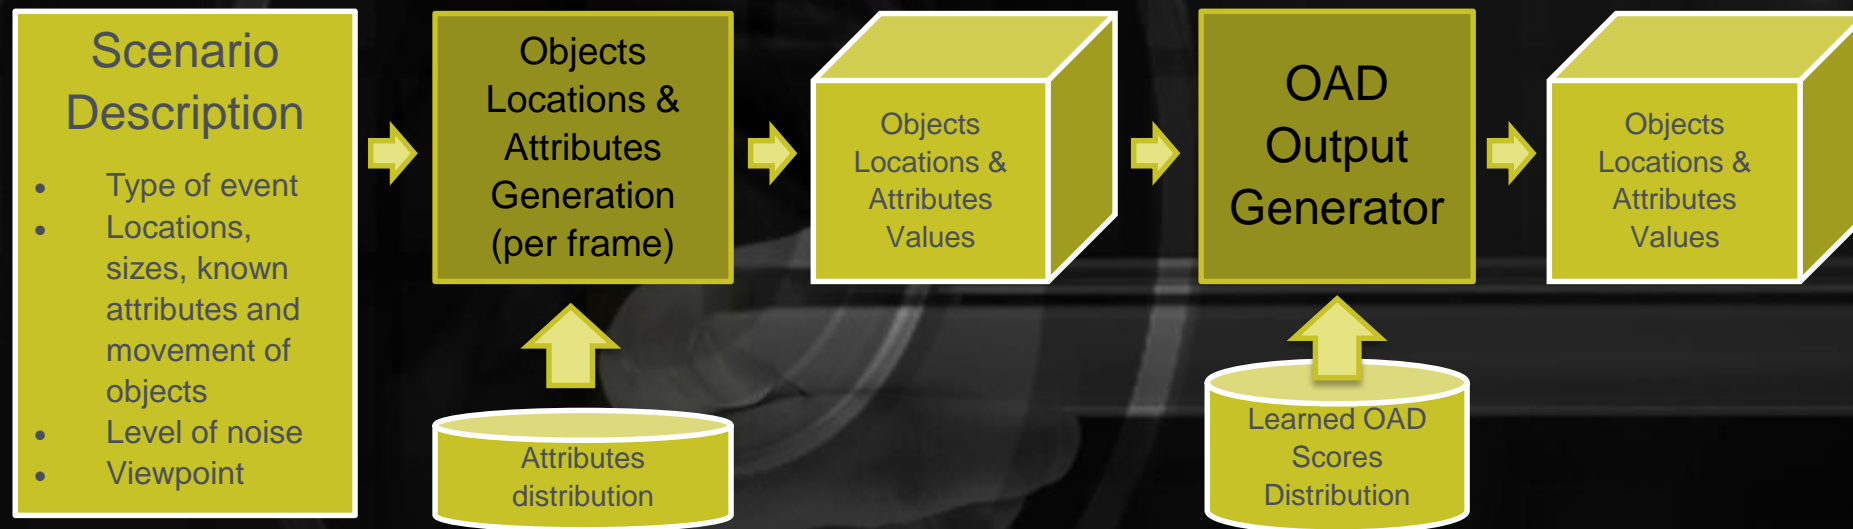 Scenario
Description
• Type of event
• Locations,
sizes, known
attributes and
movement of
objects
• Level of noise
• Viewpoint
Objects
Locations &
Attributes
Generation
(per frame)
Attributes
distribution
Objects
Locations &
Attributes
Values
OAD
Output
Generator
Learned OAD
Scores
Distribution
Objects
Locations &
Attributes
Values